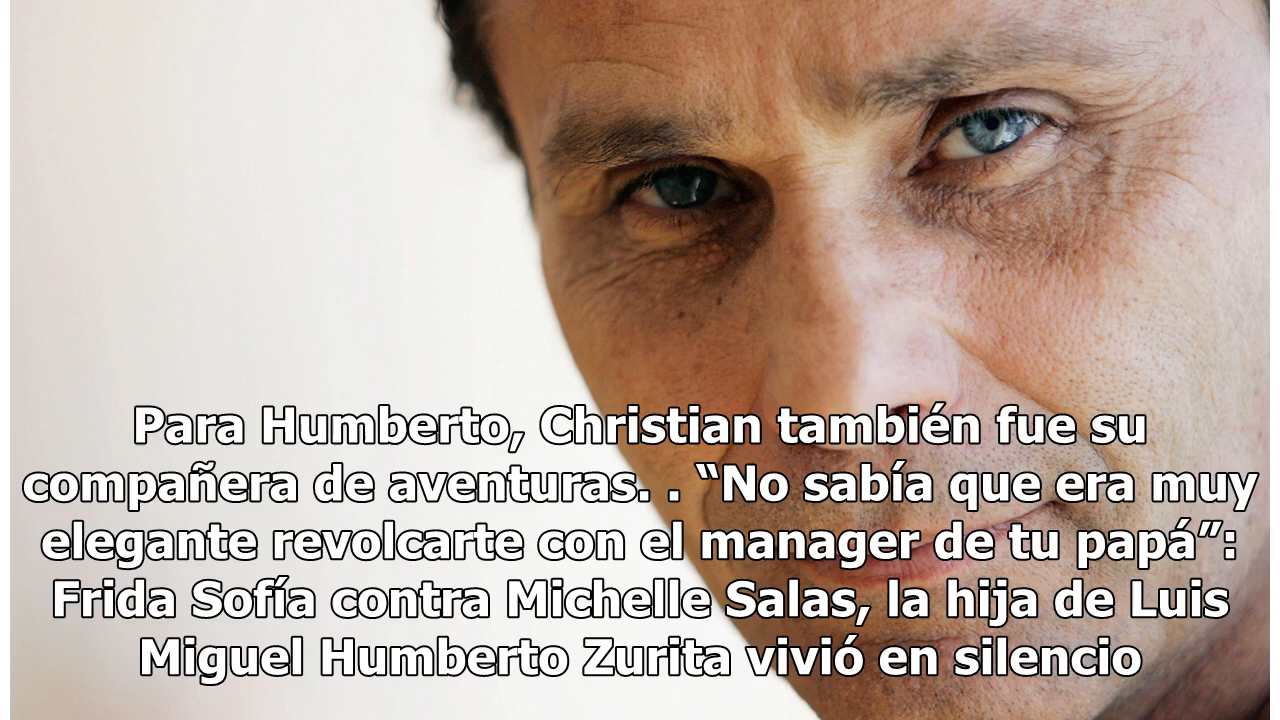 Para Humberto, Christian también fue su
compañera de aventuras. . “No sabía que era muy
elegante revolcarte con el manager de tu papá”:
Frida Sofía contra Michelle Salas, la hija de Luis
Miguel Humberto Zurita vivió en silencio